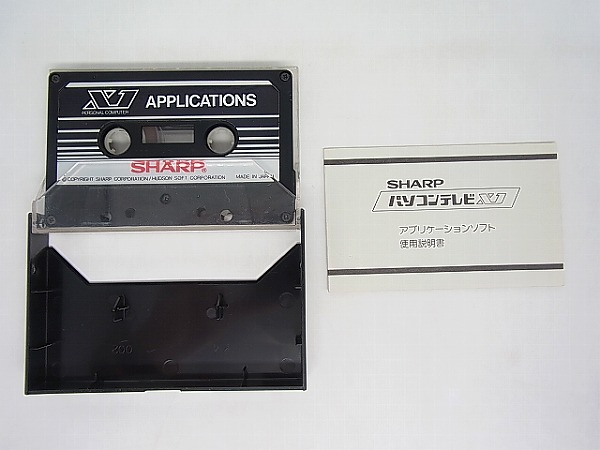 X1 APPLICATIONS
PERSONAL COMPUTER
SHARP®
© COPYRIGHT SHARP CORPORATION/HUDSON SOFT CORPORATION MADE IN JAPAN
SHARP
パソコンテレビ X1
アプリケーションソフト
使用説明書